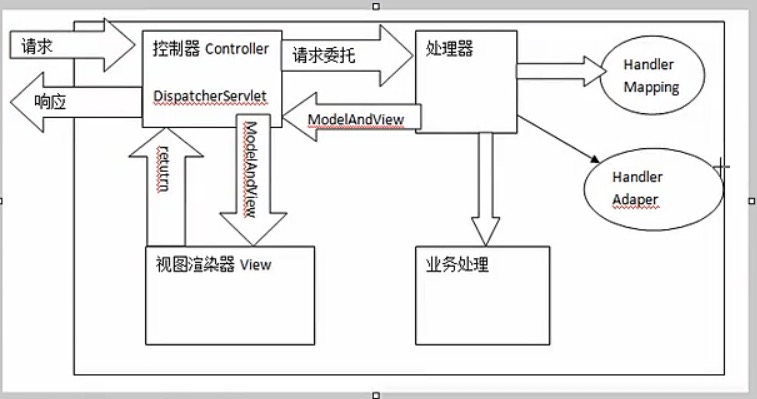 请求
控制器 Controller
DispatcherServlet
请求委托
处理器
Handler
Mapping
响应
ModelAndView
retutrn
ModelAndView
Handler
Adaper
视图渲染器 View
业务处理